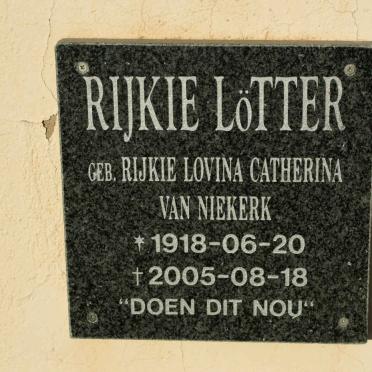 RIJKIE LöTTER
GEB. RIJKIE LOVINA CATHERINA
VAN NIEKERK
* 1918-06-20
† 2005-08-18
"DOEN DIT NOU"